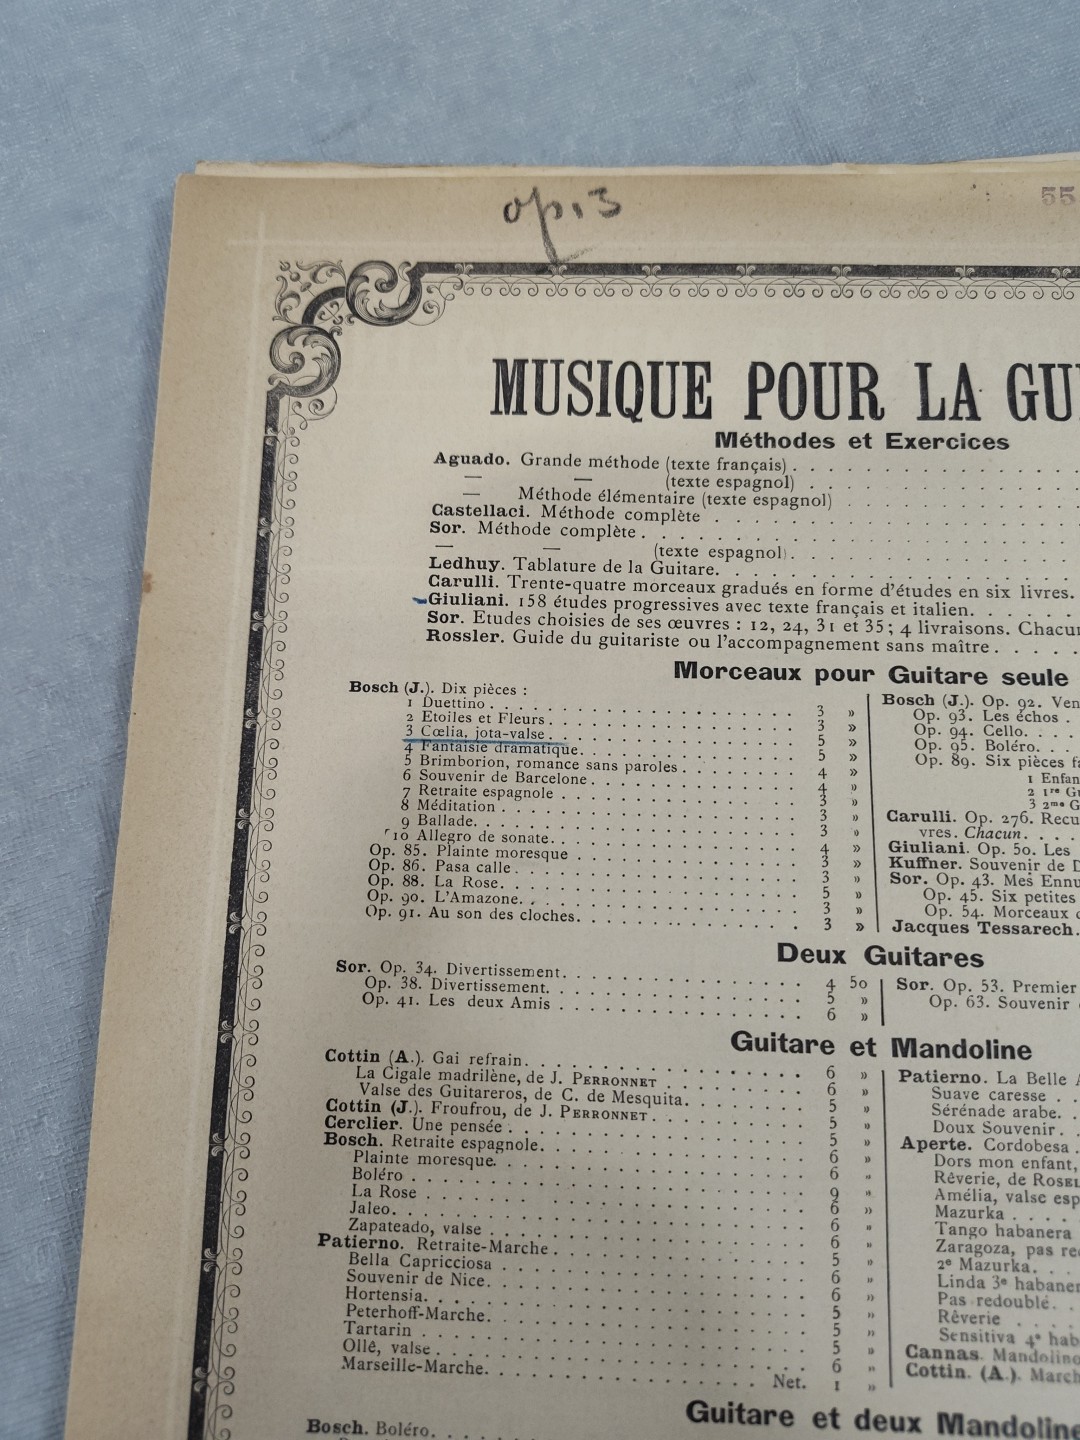 op. 3
55
MUSIQUE POUR LA GU
Méthodes et Exercices
Aguado. Grande méthode (texte français)
— — (texte espagnol)
— Méthode élémentaire (texte espagnol)
Castellaci. Méthode complète
Sor. Méthode complète
— — (texte espagnol)
Ledhuy. Tablature de la Guitare.
Carulli. Trente-quatre morceaux gradués en forme d'études en six livres.
Giuliani. 158 études progressives avec texte français et italien.
Sor. Etudes choisies de ses œuvres : 12, 24, 31 et 35; 4 livraisons. Chacun
Rossler. Guide du guitariste ou l'accompagnement sans maître
Morceaux pour Guitare seule
Bosch (J.). Dix pièces :
1 Duettino 3 »
2 Etoiles et Fleurs 3 »
3 Cœlia, jota-valse 5 »
4 Fantaisie dramatique 5 »
5 Brimborion, romance sans paroles 4 »
6 Souvenir de Barcelone 4 »
7 Retraite espagnole 3 »
8 Méditation 3 »
9 Ballade 3 »
10 Allegro de sonate 4 »
Op. 85. Plainte moresque 3 »
Op. 86. Pasa calle 3 »
Op. 88. La Rose 5 »
Op. 90. L'Amazone 3 »
Op. 91. Au son des cloches 3 »
Bosch (J.). Op. 92. Ven
Op. 93. Les échos
Op. 94. Cello
Op. 95. Boléro
Op. 89. Six pièces fa
1 Enfan
2 1re Gu
3 2me G
Carulli. Op. 276. Recu
vres. Chacun
Giuliani. Op. 50. Les
Kuffner. Souvenir de D
Sor. Op. 43. Mes Ennu
Op. 45. Six petites
Op. 54. Morceaux
Jacques Tessarech.
Deux Guitares
Sor. Op. 34. Divertissement 4 50
Op. 38. Divertissement 5 »
Op. 41. Les deux Amis 6 »
Sor. Op. 53. Premier
Op. 63. Souvenir
Guitare et Mandoline
Cottin (A.). Gai refrain 6 »
La Cigale madrilène, de J. PERRONNET 6 »
Valse des Guitareros, de C. de Mesquita 5 »
Cottin (J.). Froufrou, de J. PERRONNET 5 »
Cerclier. Une pensée 5 »
Bosch. Retraite espagnole 6 »
Plainte moresque 6 »
Boléro 9 »
La Rose 6 »
Jaleo 6 »
Zapateado, valse 6 »
Patierno. Retraite-Marche 5 »
Bella Capricciosa 6 »
Souvenir de Nice 6 »
Hortensia 5 »
Peterhoff-Marche 5 »
Tartarin 5 »
Ollé, valse 6 »
Marseille-Marche Net. 1 »
Patierno. La Belle A
Suave caresse
Sérénade arabe
Doux Souvenir
Aperte. Cordobesa
Dors mon enfant,
Rêverie, de ROSEL
Amélia, valse esp
Mazurka
Tango habanera
Zaragoza, pas re
2e Mazurka
Linda 3e habaner
Pas redoublé
Rêverie
Sensitiva 4e hab
Cannas. Mandolino
Cottin. (A.). March
Guitare et deux Mandoline
Bosch. Boléro